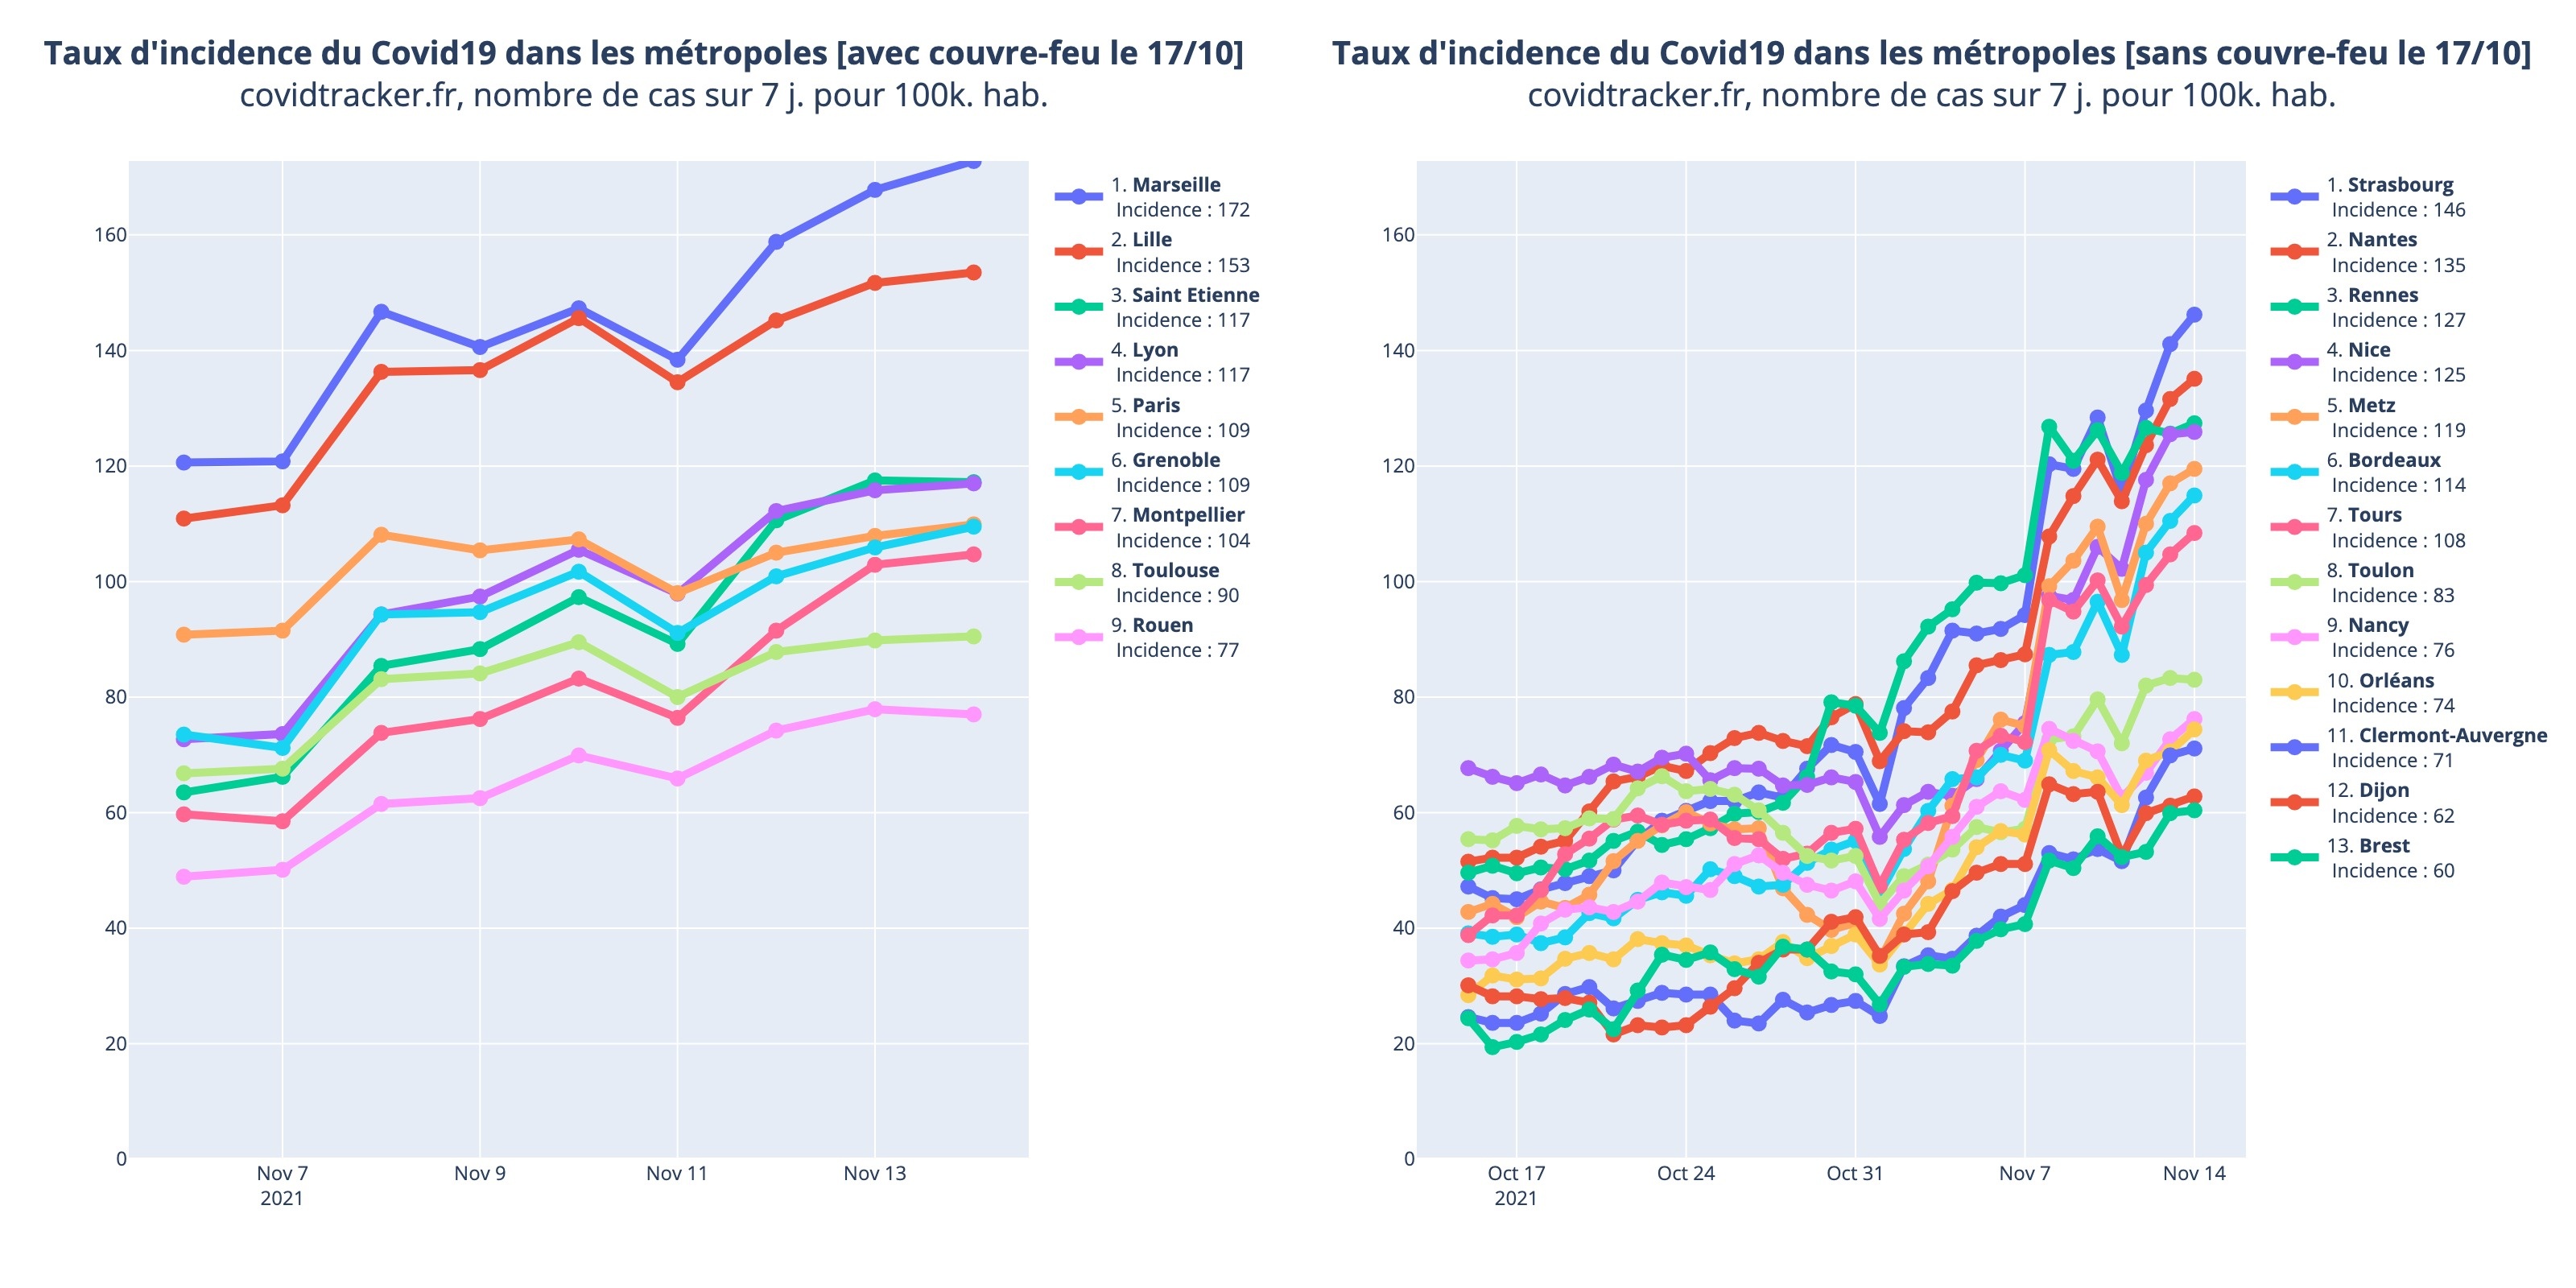 Taux d'incidence du Covid19 dans les métropoles [avec couvre-feu le 17/10]
covidtracker.fr, nombre de cas sur 7 j. pour 100k. hab.
160
140
120
100
80
60
40
20
0
Nov 7
2021
Nov 9
Nov 11
Nov 13
1. Marseille
Incidence : 172
2. Lille
Incidence : 153
3. Saint Etienne
Incidence : 117
4. Lyon
Incidence : 117
5. Paris
Incidence : 109
6. Grenoble
Incidence : 109
7. Montpellier
Incidence : 104
8. Toulouse
Incidence : 90
9. Rouen
Incidence : 77
Taux d'incidence du Covid19 dans les métropoles [sans couvre-feu le 17/10]
covidtracker.fr, nombre de cas sur 7 j. pour 100k. hab.
160
140
120
100
80
60
40
20
0
Oct 17
2021
Oct 24
Oct 31
Nov 7
Nov 14
1. Strasbourg
Incidence : 146
2. Nantes
Incidence : 135
3. Rennes
Incidence : 127
4. Nice
Incidence : 125
5. Metz
Incidence : 119
6. Bordeaux
Incidence : 114
7. Tours
Incidence : 108
8. Toulon
Incidence : 83
9. Nancy
Incidence : 76
10. Orléans
Incidence : 74
11. Clermont-Auvergne
Incidence : 71
12. Dijon
Incidence : 62
13. Brest
Incidence : 60